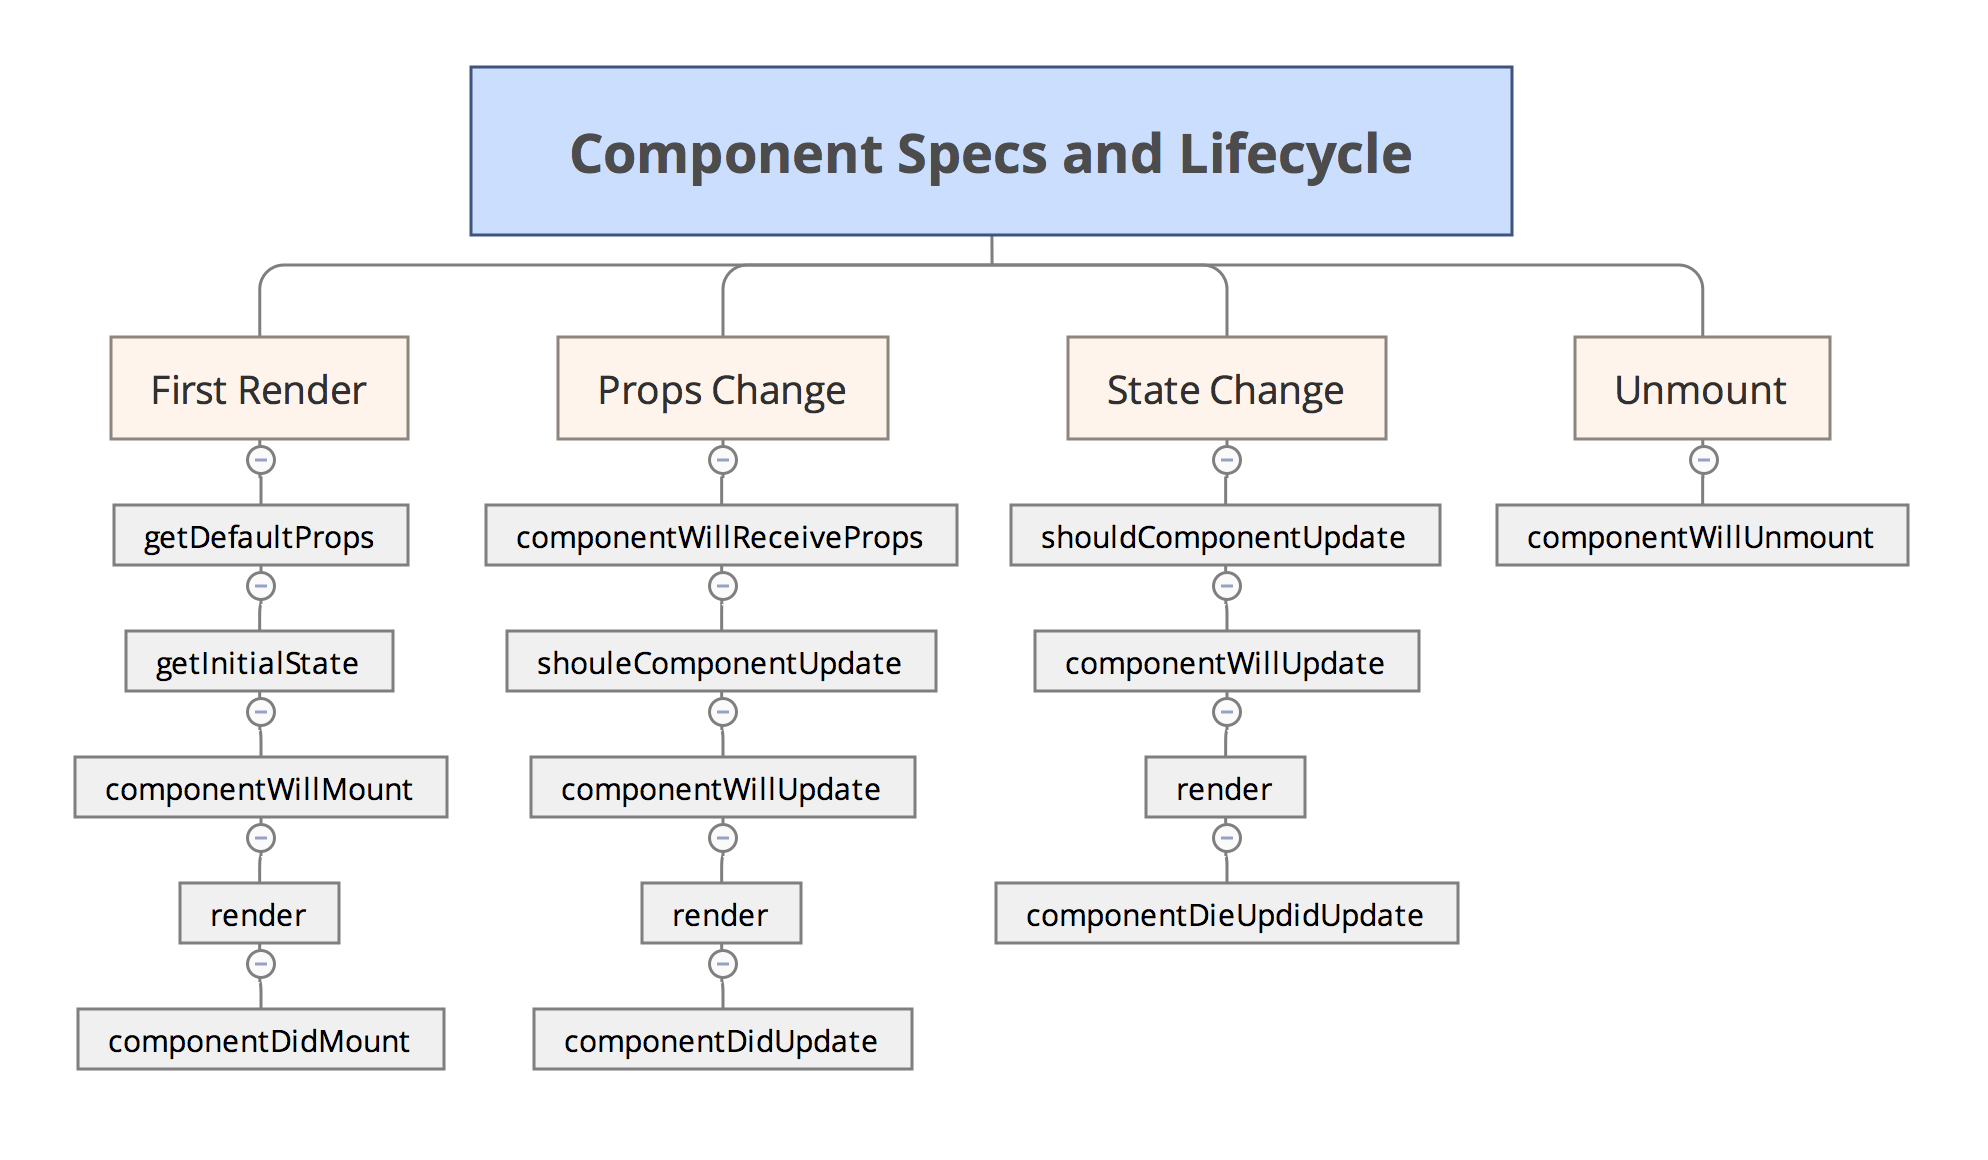 Component Specs and Lifecycle
First Render
Props Change
State Change
Unmount
getDefaultProps
componentWillReceiveProps
shouldComponentUpdate
componentWillUnmount
getInitialState
shouleComponentUpdate
componentWillUpdate
componentWillMount
componentWillUpdate
render
render
render
componentDieUpdidUpdate
componentDidMount
componentDidUpdate